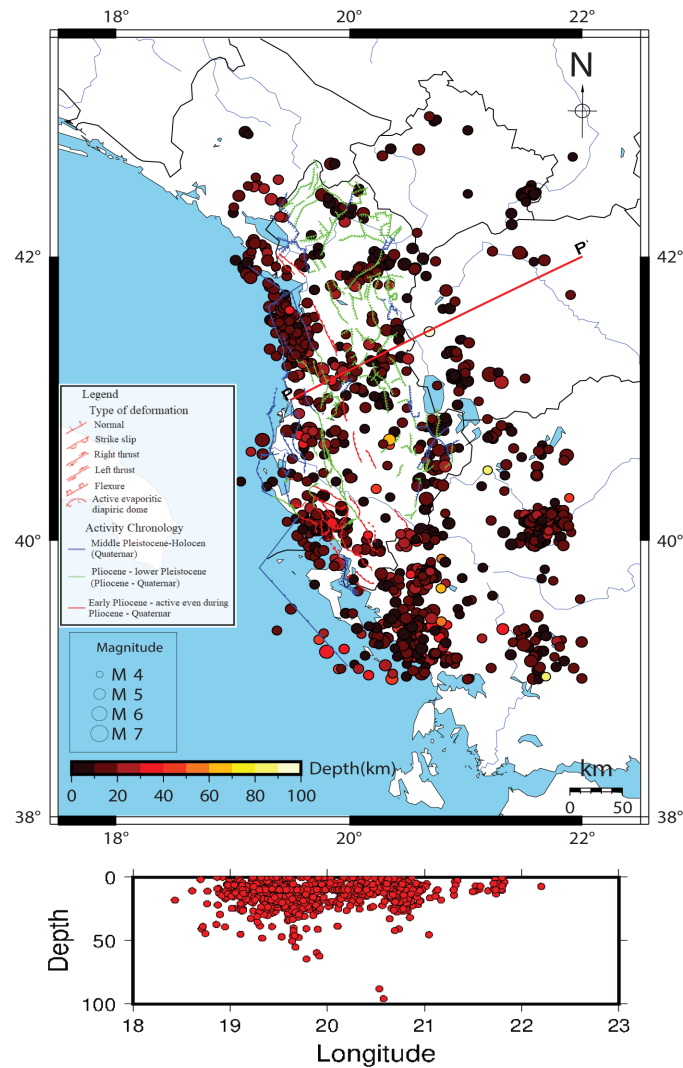 18° 20° 22°
N
42° 42°
P'
P
Legend
Type of deformation
Normal
Strike slip
Right thrust
Left thrust
Flexure
Active evaporitic
diapiric dome
Activity Chronology
Middle Pleistocene-Holocen
(Quaternar)
Pliocene - lower Pleistocene
(Pliocene - Quaternar)
Early Pliocene - active even during
Pliocene - Quaternar
40° 40°
Magnitude
M 4
M 5
M 6
M 7
Depth(km)
0 20 40 60 80 100
km
0 50
38° 38°
18° 20° 22°
0
50
100
Depth
18 19 20 21 22 23
Longitude